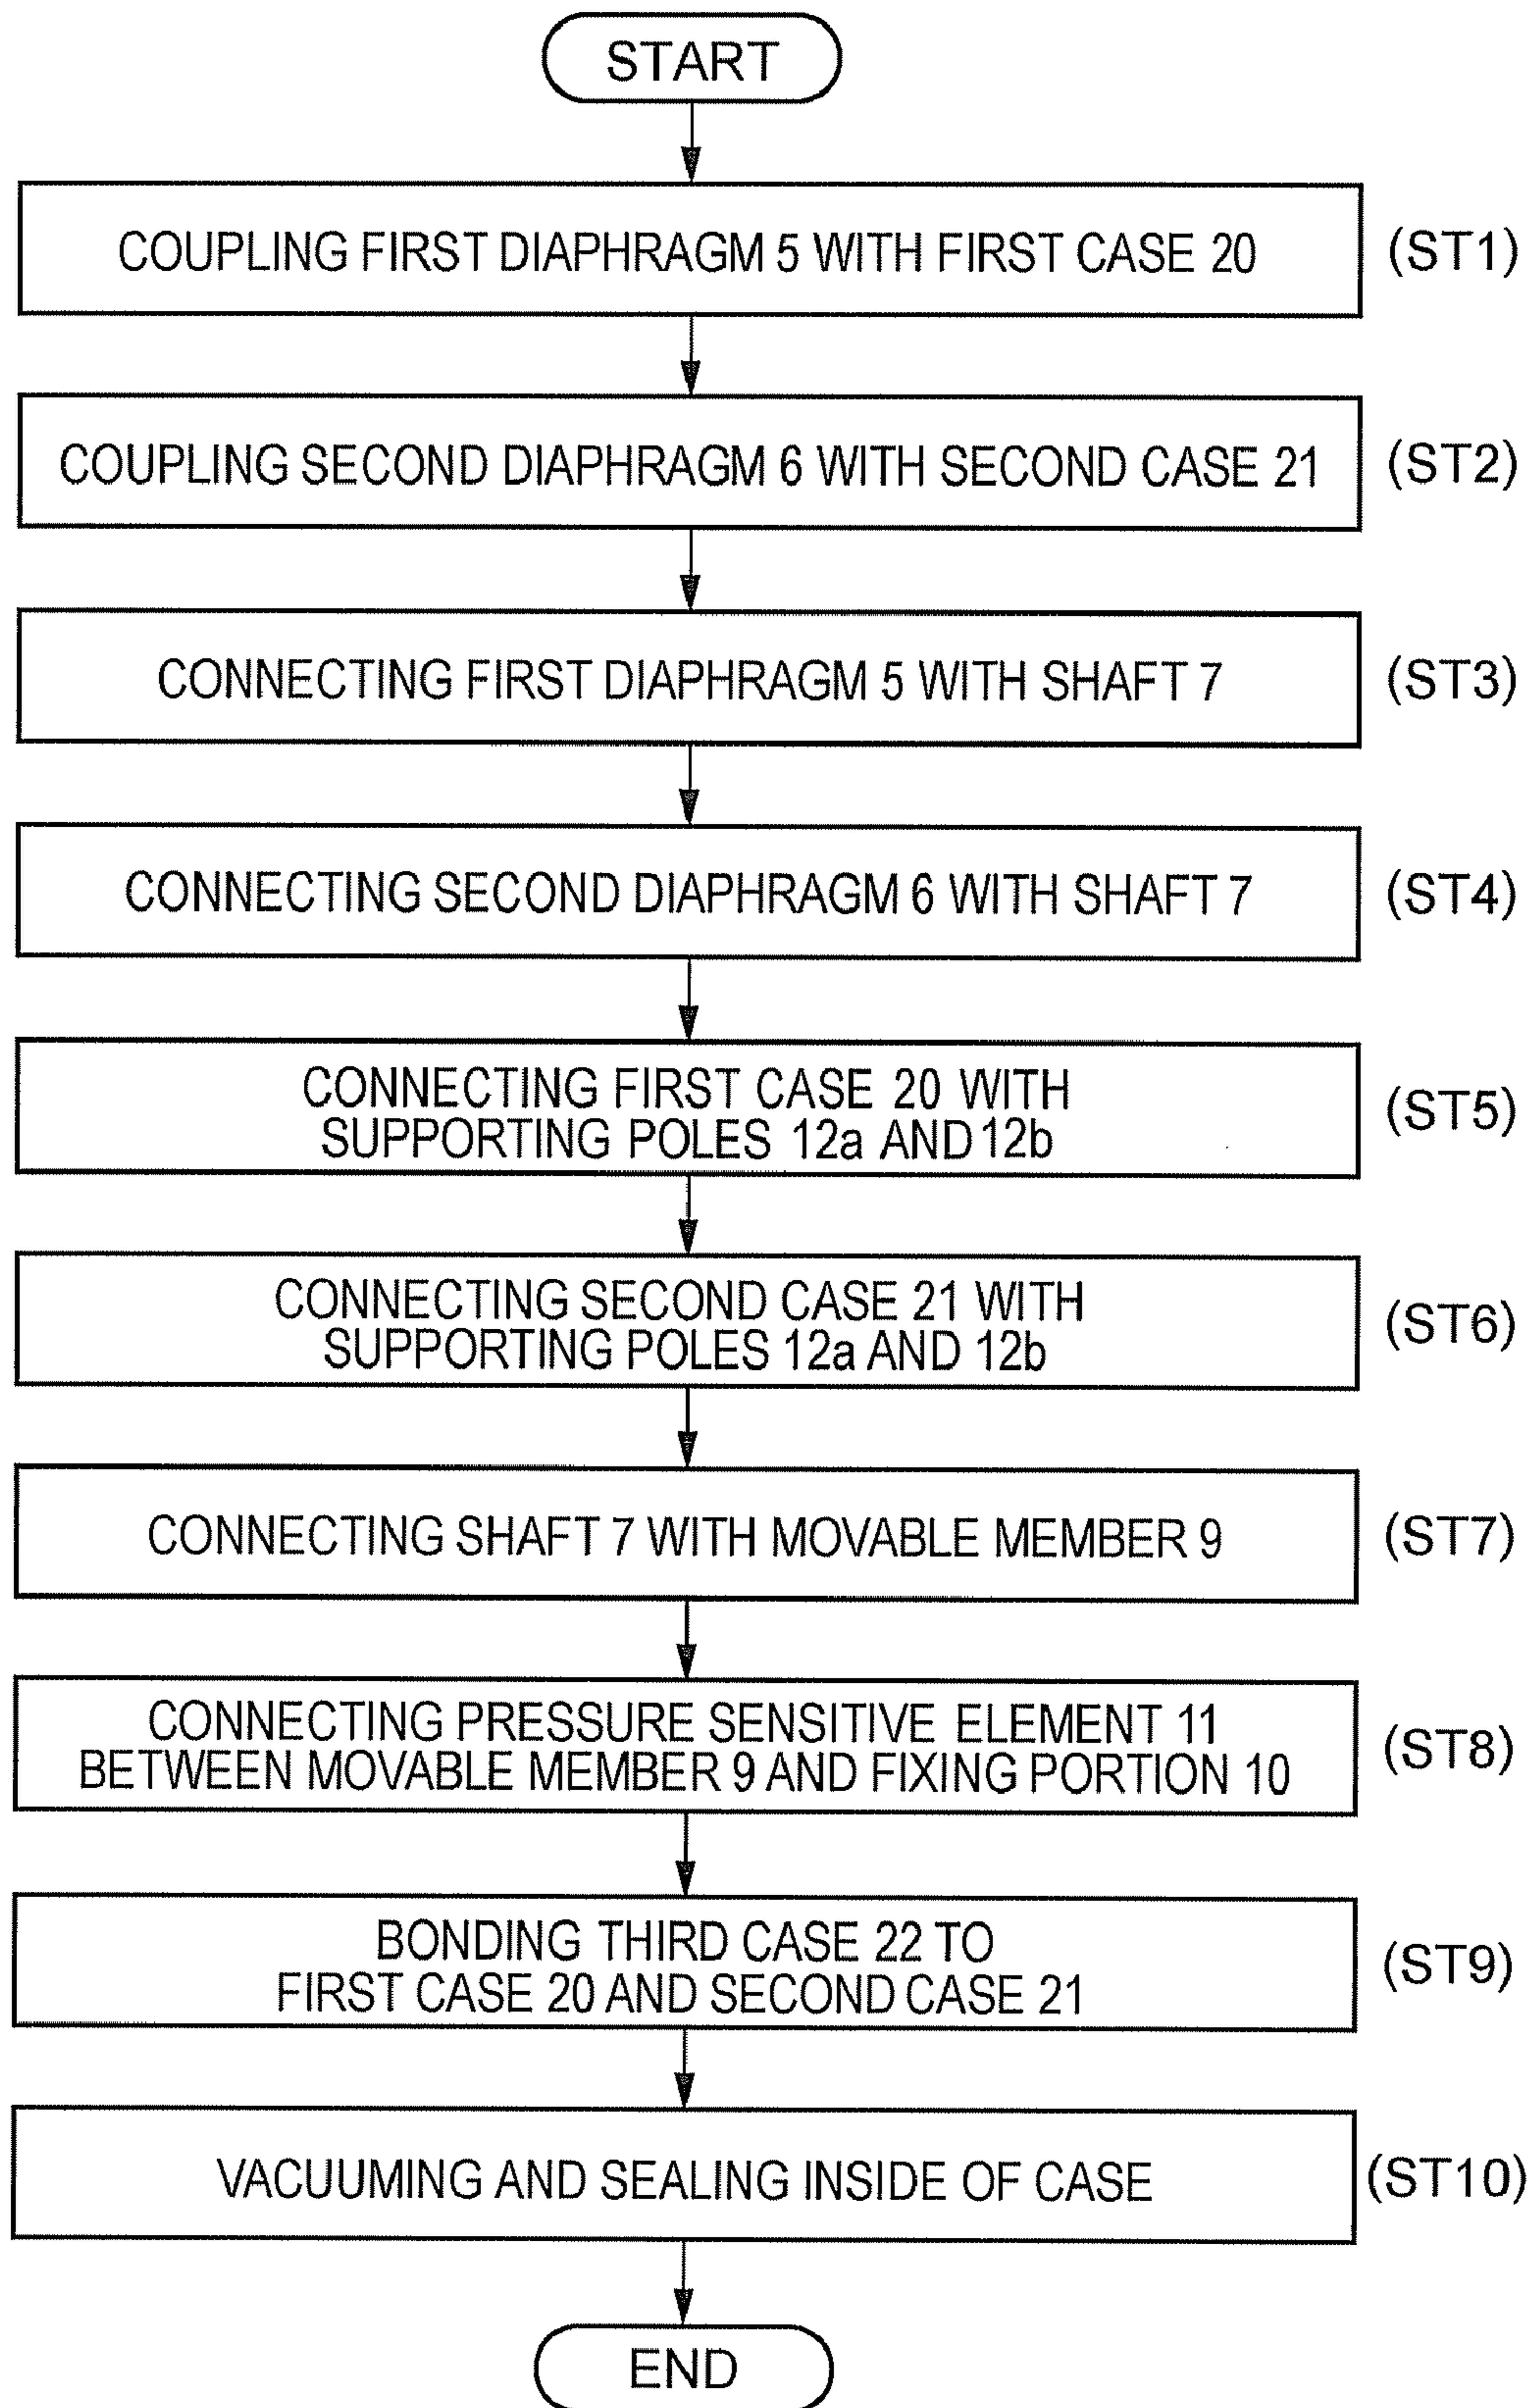 START
COUPLING FIRST DIAPHRAGM 5 WITH FIRST CASE 20
(ST1)
COUPLING SECOND DIAPHRAGM 6 WITH SECOND CASE 21
(ST2)
CONNECTING FIRST DIAPHRAGM 5 WITH SHAFT 7
(ST3)
CONNECTING SECOND DIAPHRAGM 6 WITH SHAFT 7
(ST4)
CONNECTING FIRST CASE 20 WITH
SUPPORTING POLES 12a AND 12b
(ST5)
CONNECTING SECOND CASE 21 WITH
SUPPORTING POLES 12a AND 12b
(ST6)
CONNECTING SHAFT 7 WITH MOVABLE MEMBER 9
(ST7)
CONNECTING PRESSURE SENSITIVE ELEMENT 11
BETWEEN MOVABLE MEMBER 9 AND FIXING PORTION 10
(ST8)
BONDING THIRD CASE 22 TO
FIRST CASE 20 AND SECOND CASE 21
(ST9)
VACUUMING AND SEALING INSIDE OF CASE
(ST10)
END